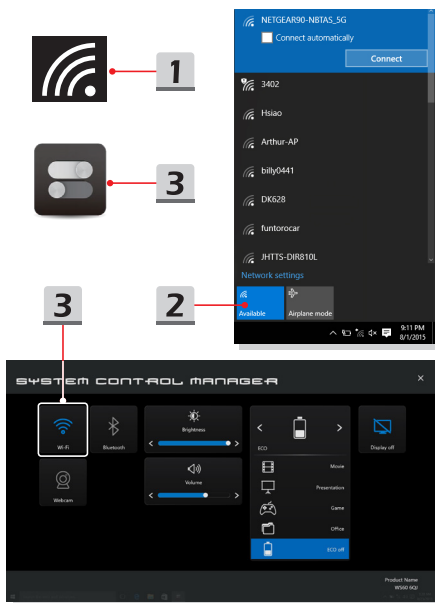 1
3
3
2
NETGEAR90-NBTAS_5G
Connect automatically
Connect
3402
Hsiao
Arthur-AP
billy0441
DK628
funtorocar
JHTTS-DIR810L
Network settings
Available
Airplane mode
9:11 PM
8/1/2015
SYSTEM CONTROL MANAGER
Wi-Fi
Bluetooth
Brightness
ECO
Display off
Webcam
Volume
Movie
Presentation
Game
Office
ECO off
Product Name
WS60 6QJ